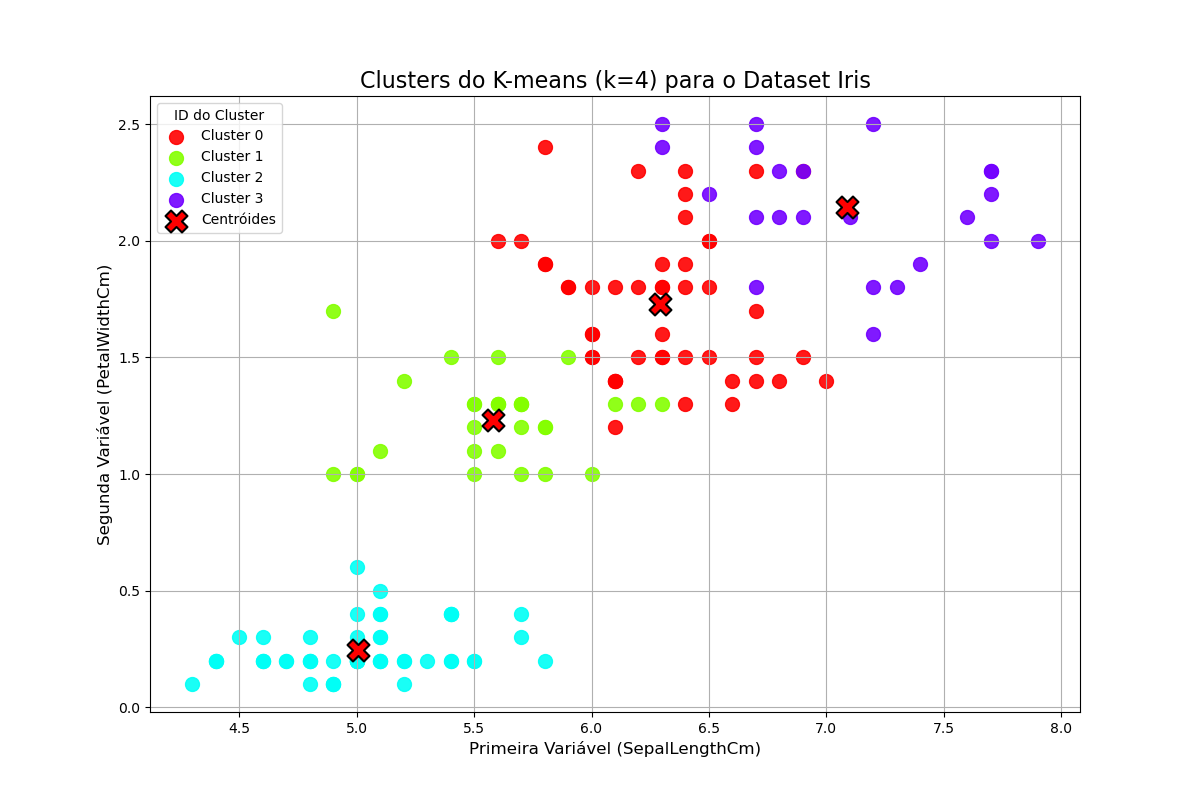 Clusters do K-means (k=4) para o Dataset Iris
ID do Cluster
Cluster 0
Cluster 1
Cluster 2
Cluster 3
Centróides
Segunda Variável (PetalWidthCm)
2.5
2.0
1.5
1.0
0.5
0.0
4.5 5.0 5.5 6.0 6.5 7.0 7.5 8.0
Primeira Variável (SepalLengthCm)